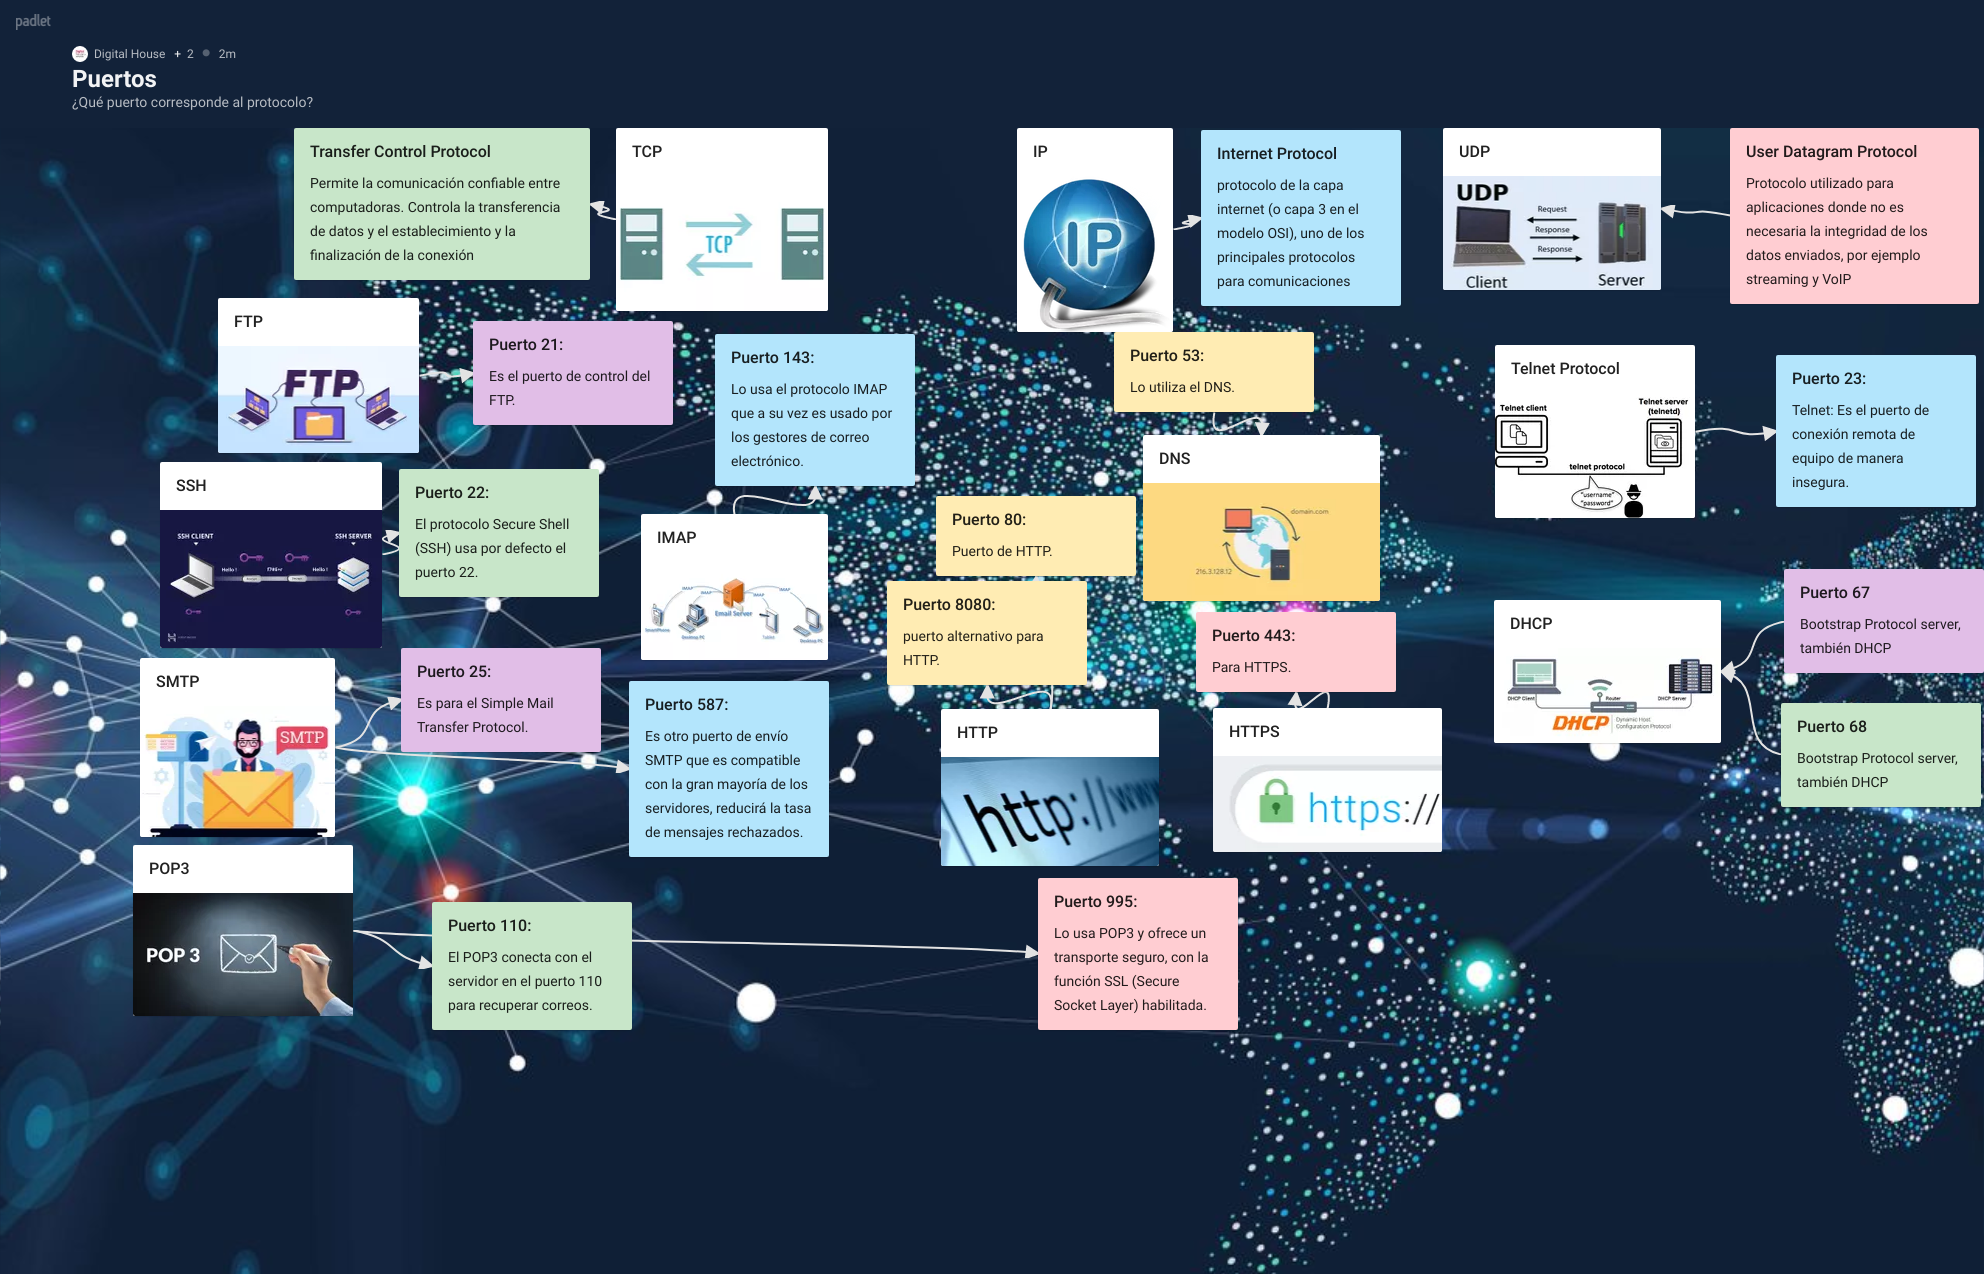 padlet
Digital House + 2 2m
Puertos
¿Qué puerto corresponde al protocolo?
Transfer Control Protocol
Permite la comunicación confiable entre
computadoras. Controla la transferencia
de datos y el establecimiento y la
finalización de la conexión
TCP
TCP
IP
IP
Internet Protocol
protocolo de la capa
internet (o capa 3 en el
modelo OSI), uno de los
principales protocolos
para comunicaciones
UDP
UDP
Request
Response
Response
Client
Server
User Datagram Protocol
Protocolo utilizado para
aplicaciones donde no es
necesaria la integridad de los
datos enviados, por ejemplo
streaming y VoIP
FTP
FTP
Puerto 21:
Es el puerto de control del
FTP.
Puerto 143:
Lo usa el protocolo IMAP
que a su vez es usado por
los gestores de correo
electrónico.
Puerto 53:
Lo utiliza el DNS.
Telnet Protocol
Telnet client
Telnet server
(telnetd)
telnet protocol
"username"
"password"
Puerto 23:
Telnet: Es el puerto de
conexión remota de
equipo de manera
insegura.
SSH
SSH CLIENT
SSH SERVER
Hello !
Hello !
Puerto 22:
El protocolo Secure Shell
(SSH) usa por defecto el
puerto 22.
IMAP
IMAP
IMAP
IMAP
IMAP
Email Server
SmartPhone
Desktop PC
Tablet
Desktop PC
Puerto 80:
Puerto de HTTP.
DNS
domain.com
216.3.128.12
Puerto 8080:
puerto alternativo para
HTTP.
Puerto 443:
Para HTTPS.
DHCP
DHCP Client
Router
DHCP Server
DHCP
Dynamic Host
Configuration Protocol
Puerto 67
Bootstrap Protocol server,
también DHCP
Puerto 68
Bootstrap Protocol server,
también DHCP
SMTP
SMTP
Puerto 25:
Es para el Simple Mail
Transfer Protocol.
Puerto 587:
Es otro puerto de envío
SMTP que es compatible
con la gran mayoría de los
servidores, reducirá la tasa
de mensajes rechazados.
HTTP
http://www
HTTPS
https://
POP3
POP 3
Puerto 110:
El POP3 conecta con el
servidor en el puerto 110
para recuperar correos.
Puerto 995:
Lo usa POP3 y ofrece un
transporte seguro, con la
función SSL (Secure
Socket Layer) habilitada.